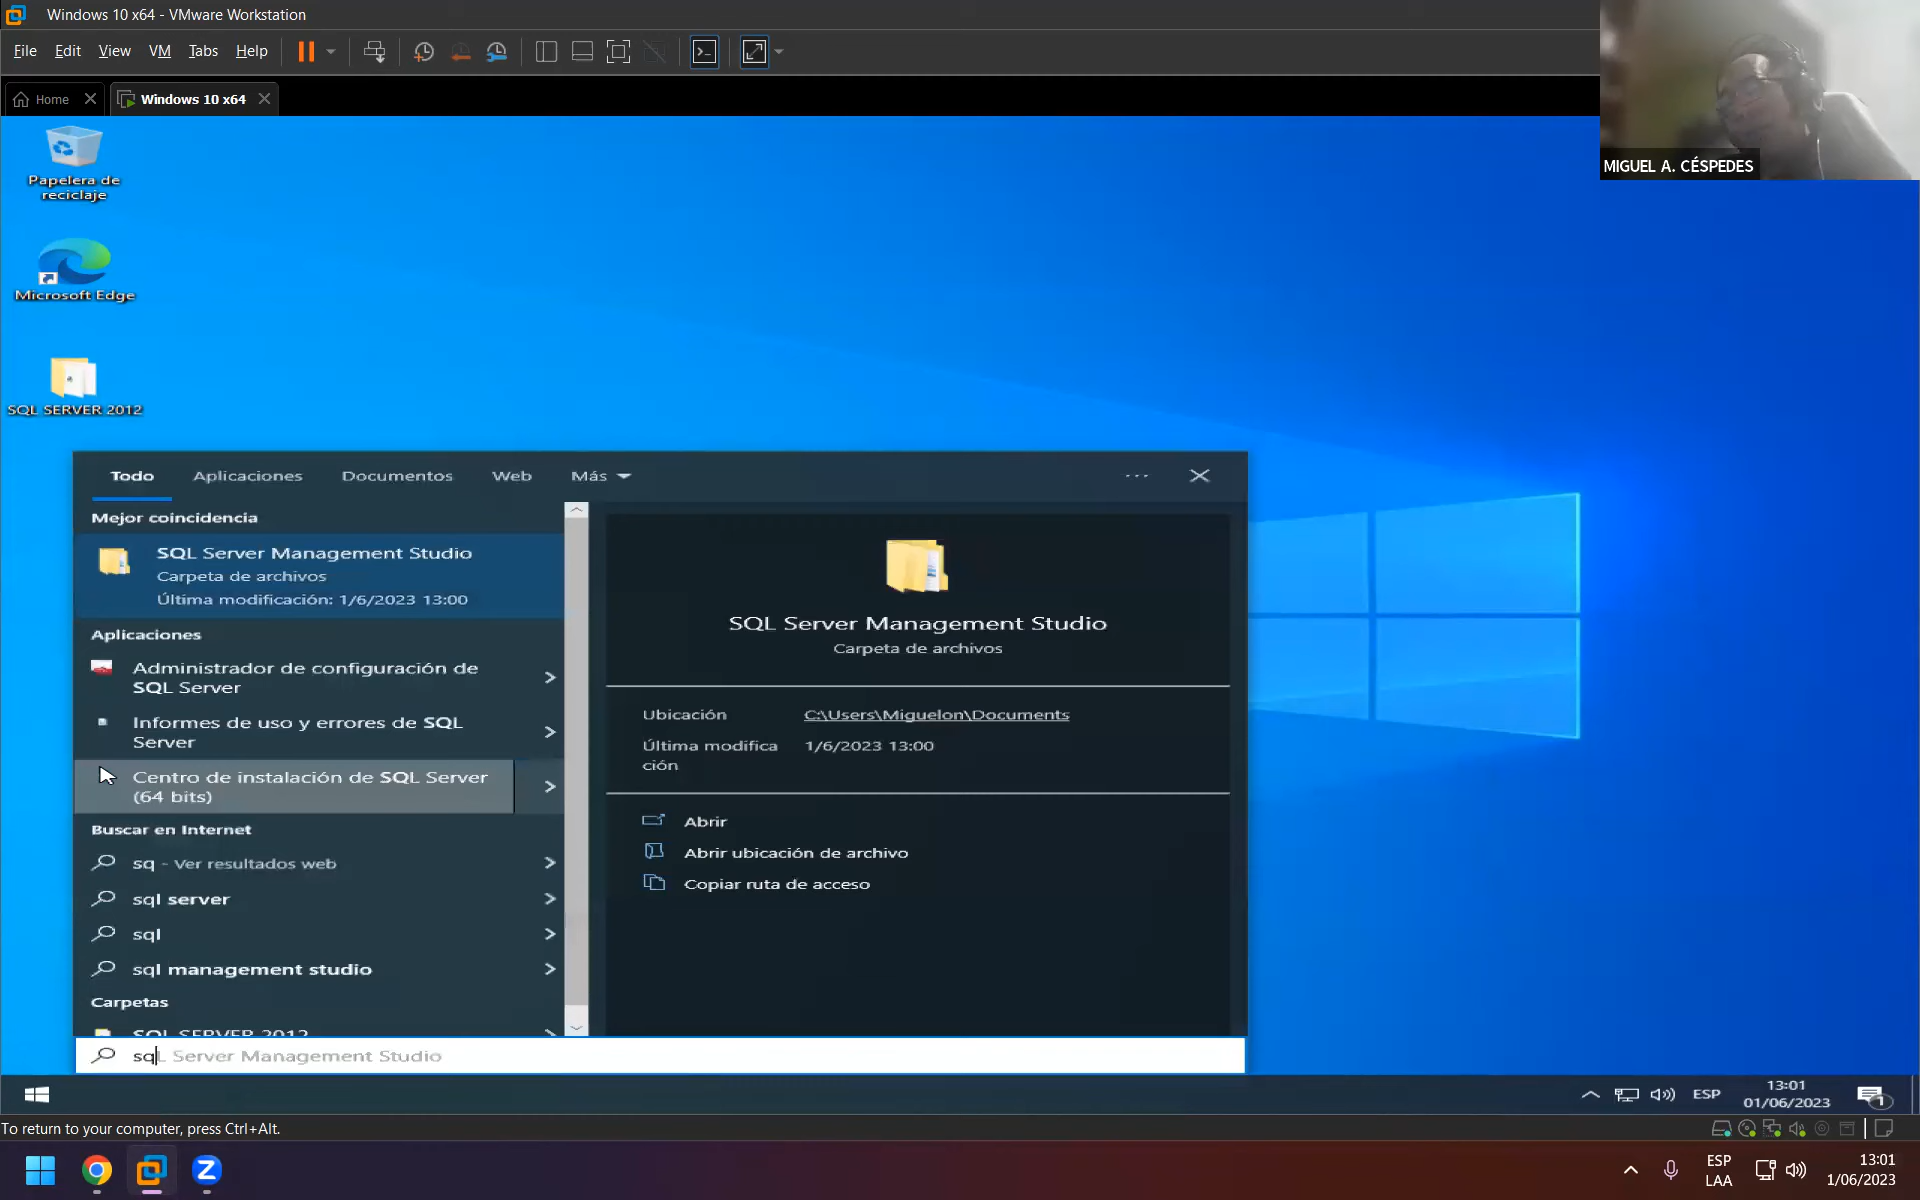 Windows 10 x64 - VMware Workstation
File Edit View VM Tabs Help
Home
Windows 10 x64
MIGUEL A. CÉSPEDES
Papelera de
reciclaje
Microsoft Edge
SQL SERVER 2012
Todo Aplicaciones Documentos Web Más
Mejor coincidencia
SQL Server Management Studio
Carpeta de archivos
Última modificación: 1/6/2023 13:00
Aplicaciones
Administrador de configuración de
SQL Server
Informes de uso y errores de SQL
Server
Centro de instalación de SQL Server
(64 bits)
Buscar en Internet
sq - Ver resultados web
sql server
sql
sql management studio
Carpetas
SQL SERVER 2012
SQL Server Management Studio
Carpeta de archivos
Ubicación C:\Users\Miguelon\Documents
Última modifica 1/6/2023 13:00
ción
Abrir
Abrir ubicación de archivo
Copiar ruta de acceso
sqL Server Management Studio
ESP
13:01
01/06/2023
1
To return to your computer, press Ctrl+Alt.
Z
ESP
LAA
13:01
1/06/2023